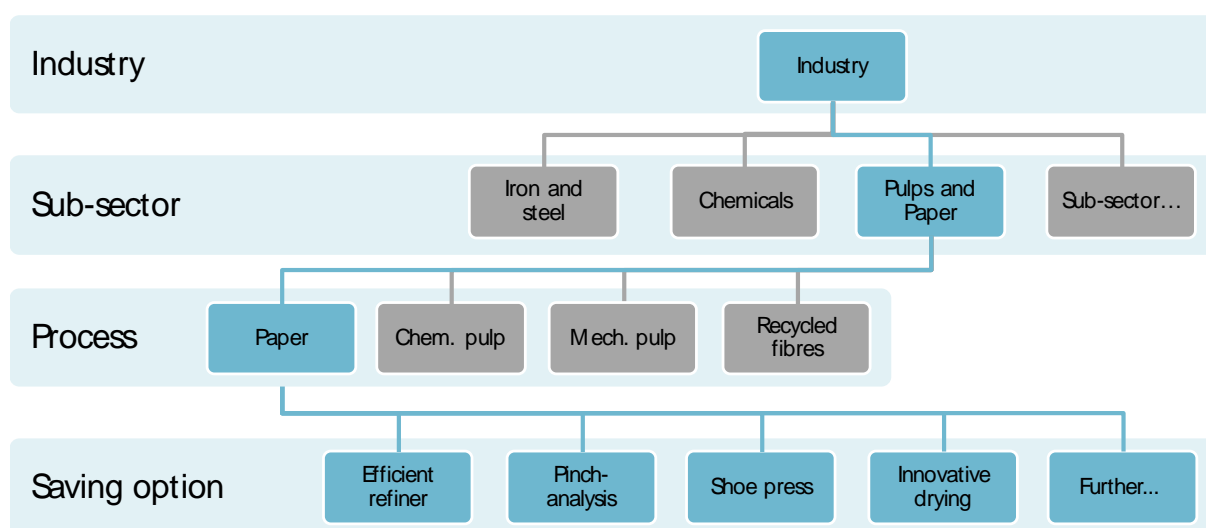 Industry
Industry
Sub-sector
Iron and
steel
Chemicals
Pulps and
Paper
Sub-sector…
Process
Paper
Chem. pulp
Mech. pulp
Recycled
fibres
Saving option
Efficient
refiner
Pinch-
analysis
Shoe press
Innovative
drying
Further...